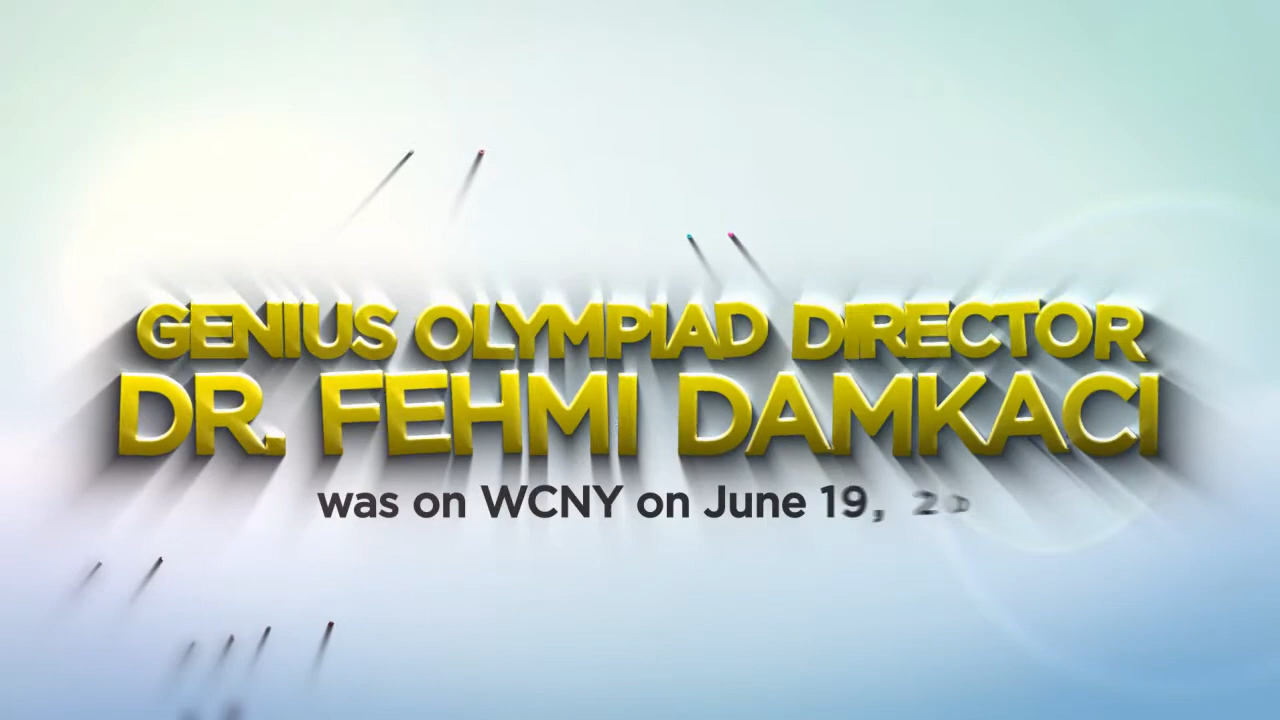 GENIUS OLYMPIAD DIRECTOR
DR. FEHMI DAMKACI
was on WCNY on June 19,